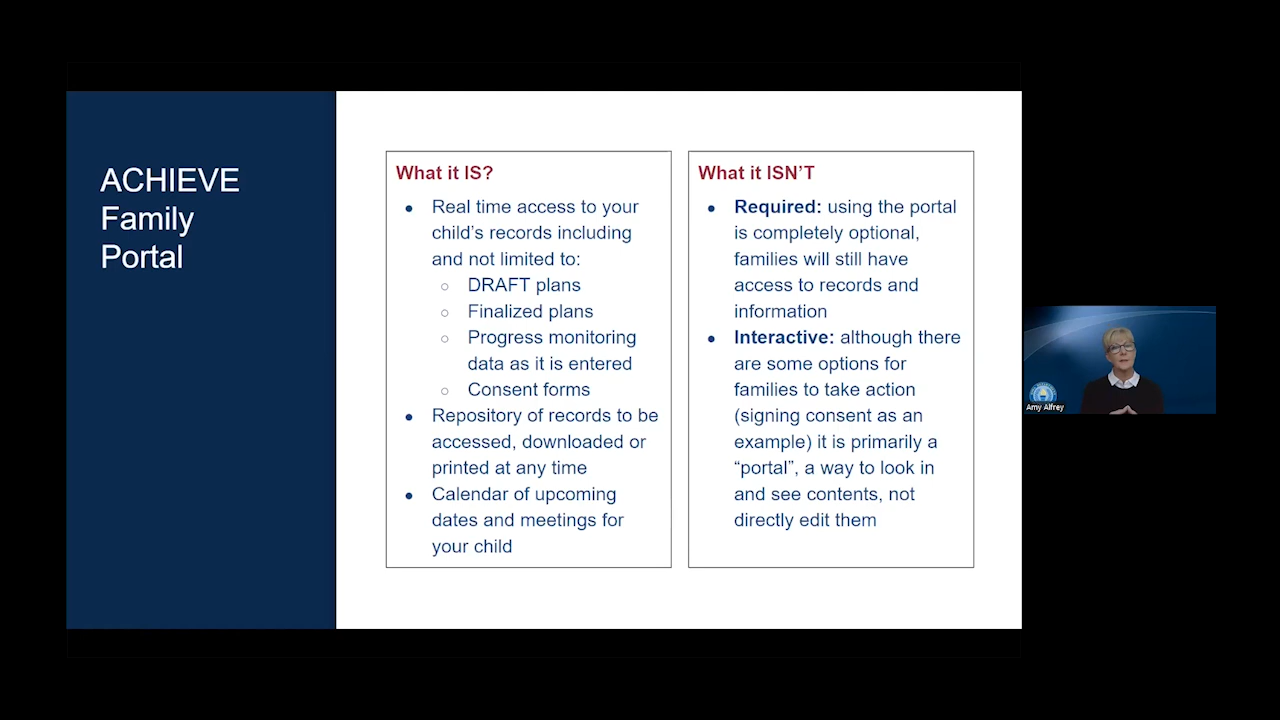 ACHIEVE
Family
Portal
What it IS?
Real time access to your
child's records including
and not limited to:
DRAFT plans
Finalized plans
Progress monitoring
data as it is entered
Consent forms
Repository of records to be
accessed, downloaded or
printed at any time
Calendar of upcoming
dates and meetings for
your child
What it ISN'T
Required: using the portal
is completely optional,
families will still have
access to records and
information
Interactive: although there
are some options for
families to take action
(signing consent as an
example) it is primarily a
“portal”, a way to look in
and see contents, not
directly edit them
Amy Alfrey